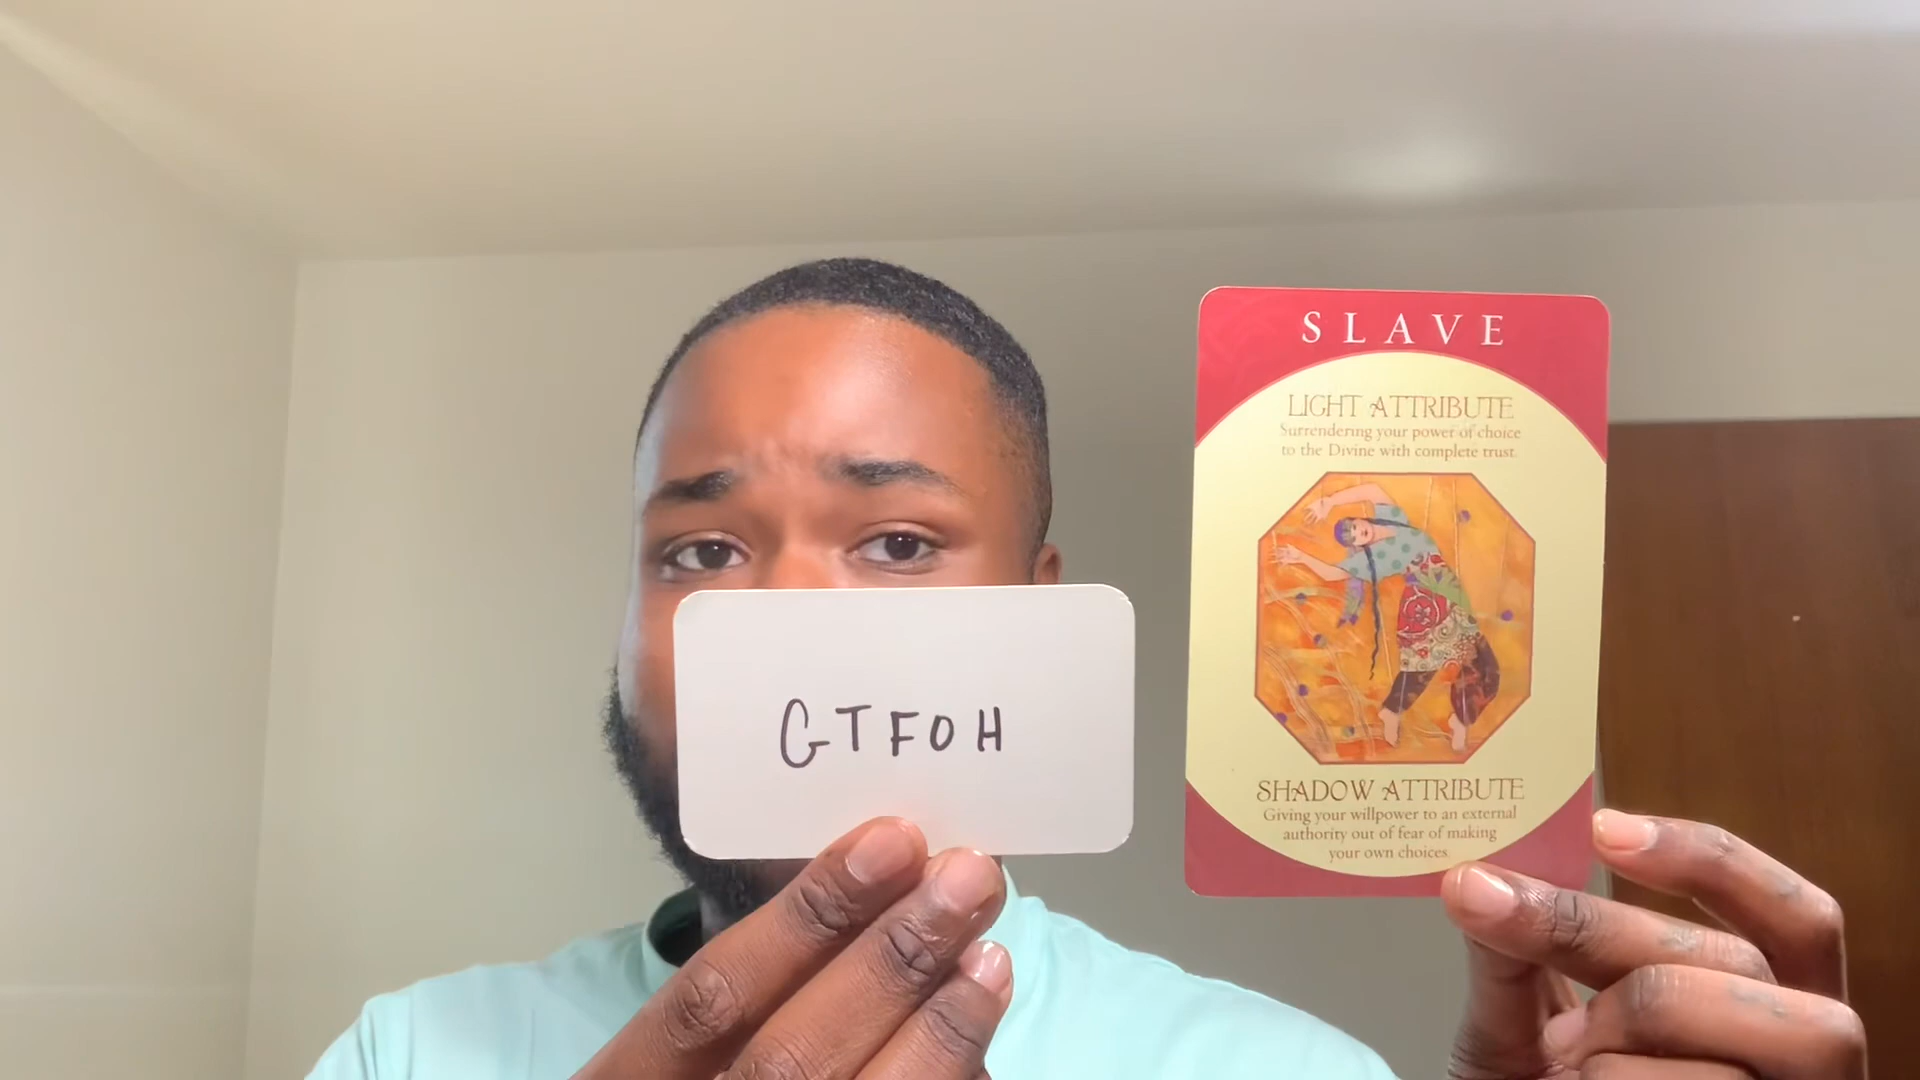 GTFOH
SLAVE
LIGHT ATTRIBUTE
Surrendering your power of choice
to the Divine with complete trust.
SHADOW ATTRIBUTE
Giving your willpower to an external
authority out of fear of making
your own choices.